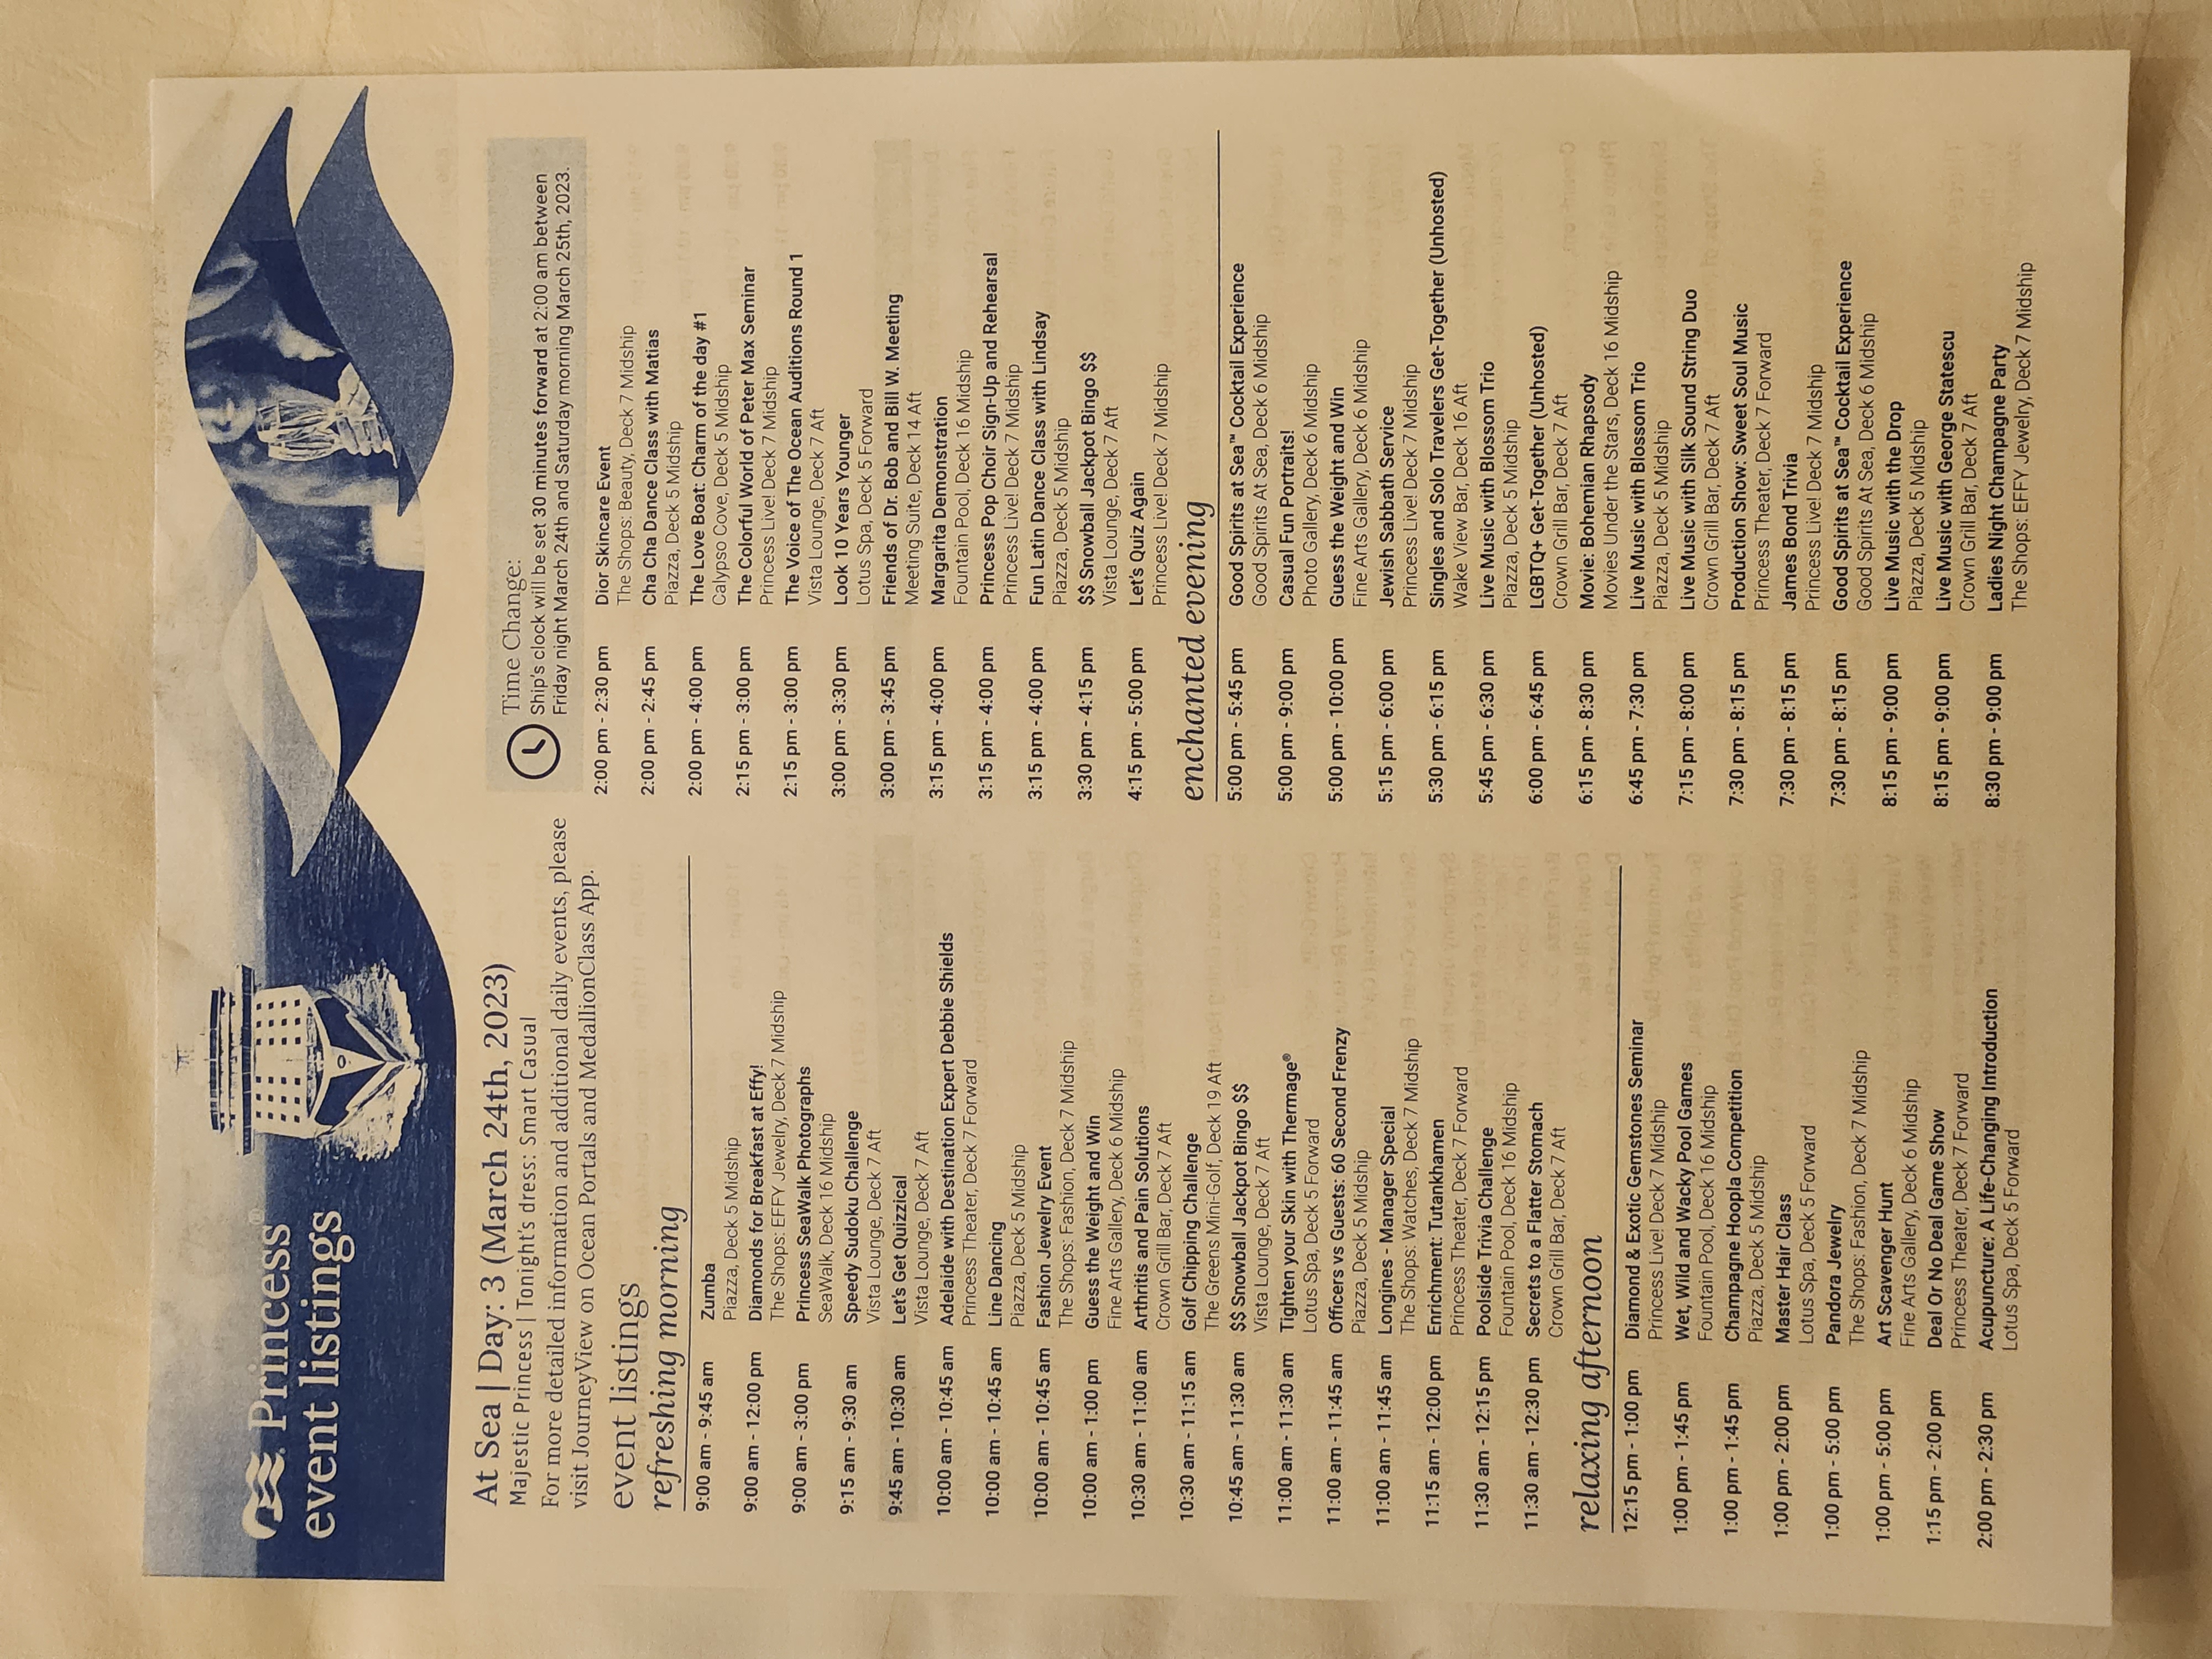 Princess®
event listings
At Sea | Day: 3 (March 24th, 2023)
Majestic Princess | Tonight's dress: Smart Casual
For more detailed information and additional daily events, please
visit JourneyView on Ocean Portals and MedallionClass App.
event listings
refreshing morning
9:00 am - 9:45 am Zumba
Piazza, Deck 5 Midship
9:00 am - 12:00 pm Diamonds for Breakfast at Effy!
The Shops: EFFY Jewelry, Deck 7 Midship
9:00 am - 3:00 pm Princess SeaWalk Photographs
SeaWalk, Deck 16 Midship
9:15 am - 9:30 am Speedy Sudoku Challenge
Vista Lounge, Deck 7 Aft
9:45 am - 10:30 am Let's Get Quizzical
Vista Lounge, Deck 7 Aft
10:00 am - 10:45 am Adelaide with Destination Expert Debbie Shields
Princess Theater, Deck 7 Forward
10:00 am - 10:45 am Line Dancing
Piazza, Deck 5 Midship
10:00 am - 10:45 am Fashion Jewelry Event
The Shops: Fashion, Deck 7 Midship
10:00 am - 1:00 pm Guess the Weight and Win
Fine Arts Gallery, Deck 6 Midship
10:30 am - 11:00 am Arthritis and Pain Solutions
Crown Grill Bar, Deck 7 Aft
10:30 am - 11:15 am Golf Chipping Challenge
The Greens Mini-Golf, Deck 19 Aft
10:45 am - 11:30 am $$ Snowball Jackpot Bingo $$
Vista Lounge, Deck 7 Aft
11:00 am - 11:30 am Tighten your Skin with Thermage®
Lotus Spa, Deck 5 Forward
11:00 am - 11:45 am Officers vs Guests: 60 Second Frenzy
Piazza, Deck 5 Midship
11:00 am - 11:45 am Longines - Manager Special
The Shops: Watches, Deck 7 Midship
11:15 am - 12:00 pm Enrichment: Tutankhamen
Princess Theater, Deck 7 Forward
11:30 am - 12:15 pm Poolside Trivia Challenge
Fountain Pool, Deck 16 Midship
11:30 am - 12:30 pm Secrets to a Flatter Stomach
Crown Grill Bar, Deck 7 Aft
relaxing afternoon
12:15 pm - 1:00 pm Diamond & Exotic Gemstones Seminar
Princess Live! Deck 7 Midship
1:00 pm - 1:45 pm Wet, Wild and Wacky Pool Games
Fountain Pool, Deck 16 Midship
1:00 pm - 1:45 pm Champagne Hoopla Competition
Piazza, Deck 5 Midship
1:00 pm - 2:00 pm Master Hair Class
Lotus Spa, Deck 5 Forward
1:00 pm - 5:00 pm Pandora Jewelry
The Shops: Fashion, Deck 7 Midship
1:00 pm - 5:00 pm Art Scavenger Hunt
Fine Arts Gallery, Deck 6 Midship
1:15 pm - 2:00 pm Deal Or No Deal Game Show
Princess Theater, Deck 7 Forward
2:00 pm - 2:30 pm Acupuncture: A Life-Changing Introduction
Lotus Spa, Deck 5 Forward
Time Change:
Ship's clock will be set 30 minutes forward at 2:00 am between
Friday night March 24th and Saturday morning March 25th, 2023.
2:00 pm - 2:30 pm Dior Skincare Event
The Shops: Beauty, Deck 7 Midship
2:00 pm - 2:45 pm Cha Cha Dance Class with Matias
Piazza, Deck 5 Midship
2:00 pm - 4:00 pm The Love Boat: Charm of the day #1
Calypso Cove, Deck 5 Midship
2:15 pm - 3:00 pm The Colorful World of Peter Max Seminar
Princess Live! Deck 7 Midship
2:15 pm - 3:00 pm The Voice of The Ocean Auditions Round 1
Vista Lounge, Deck 7 Aft
3:00 pm - 3:30 pm Look 10 Years Younger
Lotus Spa, Deck 5 Forward
3:00 pm - 3:45 pm Friends of Dr. Bob and Bill W. Meeting
Meeting Suite, Deck 14 Aft
3:15 pm - 4:00 pm Margarita Demonstration
Fountain Pool, Deck 16 Midship
3:15 pm - 4:00 pm Princess Pop Choir Sign-Up and Rehearsal
Princess Live! Deck 7 Midship
3:15 pm - 4:00 pm Fun Latin Dance Class with Lindsay
Piazza, Deck 5 Midship
3:30 pm - 4:15 pm $$ Snowball Jackpot Bingo $$
Vista Lounge, Deck 7 Aft
4:15 pm - 5:00 pm Let's Quiz Again
Princess Live! Deck 7 Midship
enchanted evening
5:00 pm - 5:45 pm Good Spirits at Sea™ Cocktail Experience
Good Spirits At Sea, Deck 6 Midship
5:00 pm - 9:00 pm Casual Fun Portraits!
Photo Gallery, Deck 6 Midship
5:00 pm - 10:00 pm Guess the Weight and Win
Fine Arts Gallery, Deck 6 Midship
5:15 pm - 6:00 pm Jewish Sabbath Service
Princess Live! Deck 7 Midship
5:30 pm - 6:15 pm Singles and Solo Travelers Get-Together (Unhosted)
Wake View Bar, Deck 16 Aft
5:45 pm - 6:30 pm Live Music with Blossom Trio
Piazza, Deck 5 Midship
6:00 pm - 6:45 pm LGBTQ+ Get-Together (Unhosted)
Crown Grill Bar, Deck 7 Aft
6:15 pm - 8:30 pm Movie: Bohemian Rhapsody
Movies Under the Stars, Deck 16 Midship
6:45 pm - 7:30 pm Live Music with Blossom Trio
Piazza, Deck 5 Midship
7:15 pm - 8:00 pm Live Music with Silk Sound String Duo
Crown Grill Bar, Deck 7 Aft
7:30 pm - 8:15 pm Production Show: Sweet Soul Music
Princess Theater, Deck 7 Forward
7:30 pm - 8:15 pm James Bond Trivia
Princess Live! Deck 7 Midship
7:30 pm - 8:15 pm Good Spirits at Sea™ Cocktail Experience
Good Spirits At Sea, Deck 6 Midship
8:15 pm - 9:00 pm Live Music with the Drop
Piazza, Deck 5 Midship
8:15 pm - 9:00 pm Live Music with George Statescu
Crown Grill Bar, Deck 7 Aft
8:30 pm - 9:00 pm Ladies Night Champagne Party
The Shops: EFFY Jewelry, Deck 7 Midship